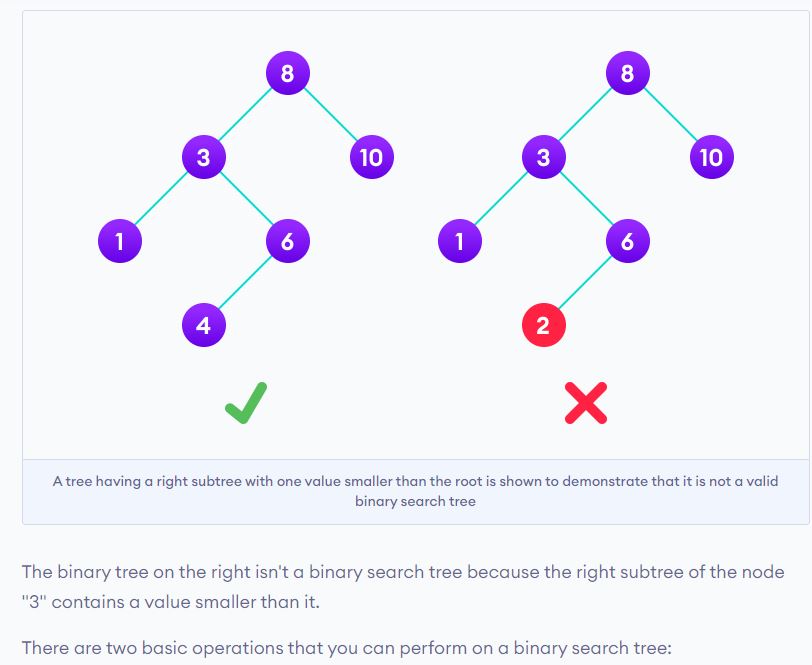 8 8
3 10 3 10
1 6 1 6
4 2
A tree having a right subtree with one value smaller than the root is shown to demonstrate that it is not a valid
binary search tree
The binary tree on the right isn't a binary search tree because the right subtree of the node
"3" contains a value smaller than it.
There are two basic operations that you can perform on a binary search tree: